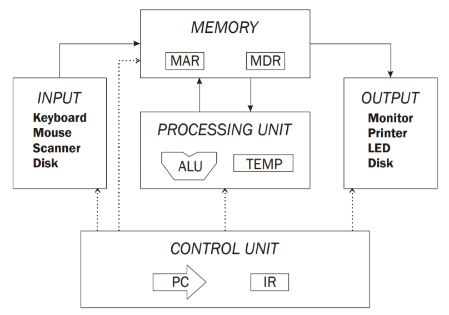 MEMORY
MAR MDR
INPUT
Keyboard
Mouse
Scanner
Disk
PROCESSING UNIT
ALU TEMP
OUTPUT
Monitor
Printer
LED
Disk
CONTROL UNIT
PC IR